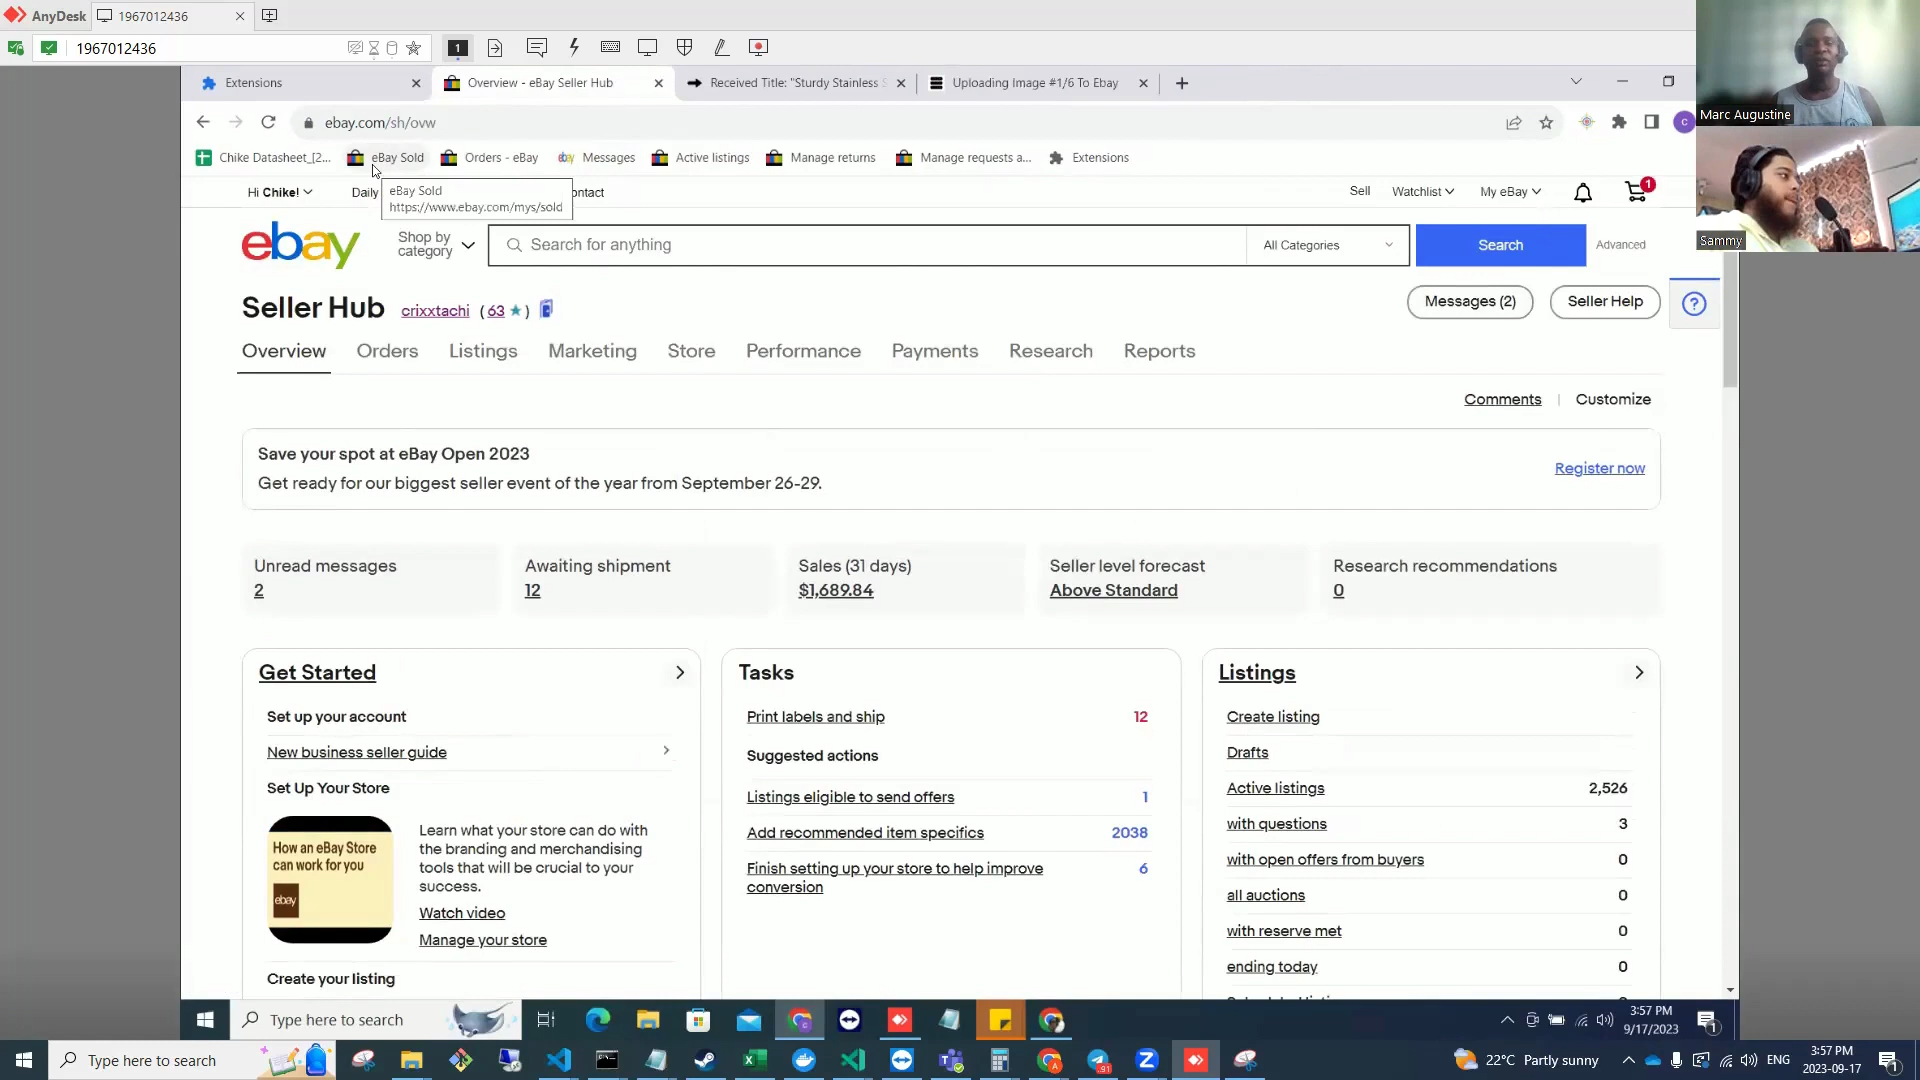 AnyDesk
1967012436
1967012436
1
Extensions
Overview - eBay Seller Hub
Received Title: "Sturdy Stainless S
Uploading Image #1/6 To Ebay
ebay.com/sh/ovw
C
Chike Datasheet_[2...
eBay Sold
Orders - eBay
Messages
Active listings
Manage returns
Manage requests a...
Extensions
Hi Chike!
Daily
ontact
Sell
Watchlist
My eBay
1
eBay Sold
https://www.ebay.com/mys/sold
ebay
Shop by
category
Search for anything
All Categories
Search
Advanced
Marc Augustine
Sammy
Seller Hub
crixxtachi
( 63 )
Messages (2)
Seller Help
Overview
Orders
Listings
Marketing
Store
Performance
Payments
Research
Reports
Comments
Customize
Save your spot at eBay Open 2023
Get ready for our biggest seller event of the year from September 26-29.
Register now
Unread messages
2
Awaiting shipment
12
Sales (31 days)
$1,689.84
Seller level forecast
Above Standard
Research recommendations
0
Get Started
Set up your account
New business seller guide
Set Up Your Store
How an eBay Store
can work for you
ebay
Learn what your store can do with
the branding and merchandising
tools that will be crucial to your
success.
Watch video
Manage your store
Create your listing
Tasks
Print labels and ship 12
Suggested actions
Listings eligible to send offers 1
Add recommended item specifics 2038
Finish setting up your store to help improve 6
conversion
Listings
Create listing
Drafts
Active listings 2,526
with questions 3
with open offers from buyers 0
all auctions 0
with reserve met 0
ending today 0
Type here to search
3:57 PM
9/17/2023
1
Type here to search
22°C Partly sunny
ENG
3:57 PM
2023-09-17
1